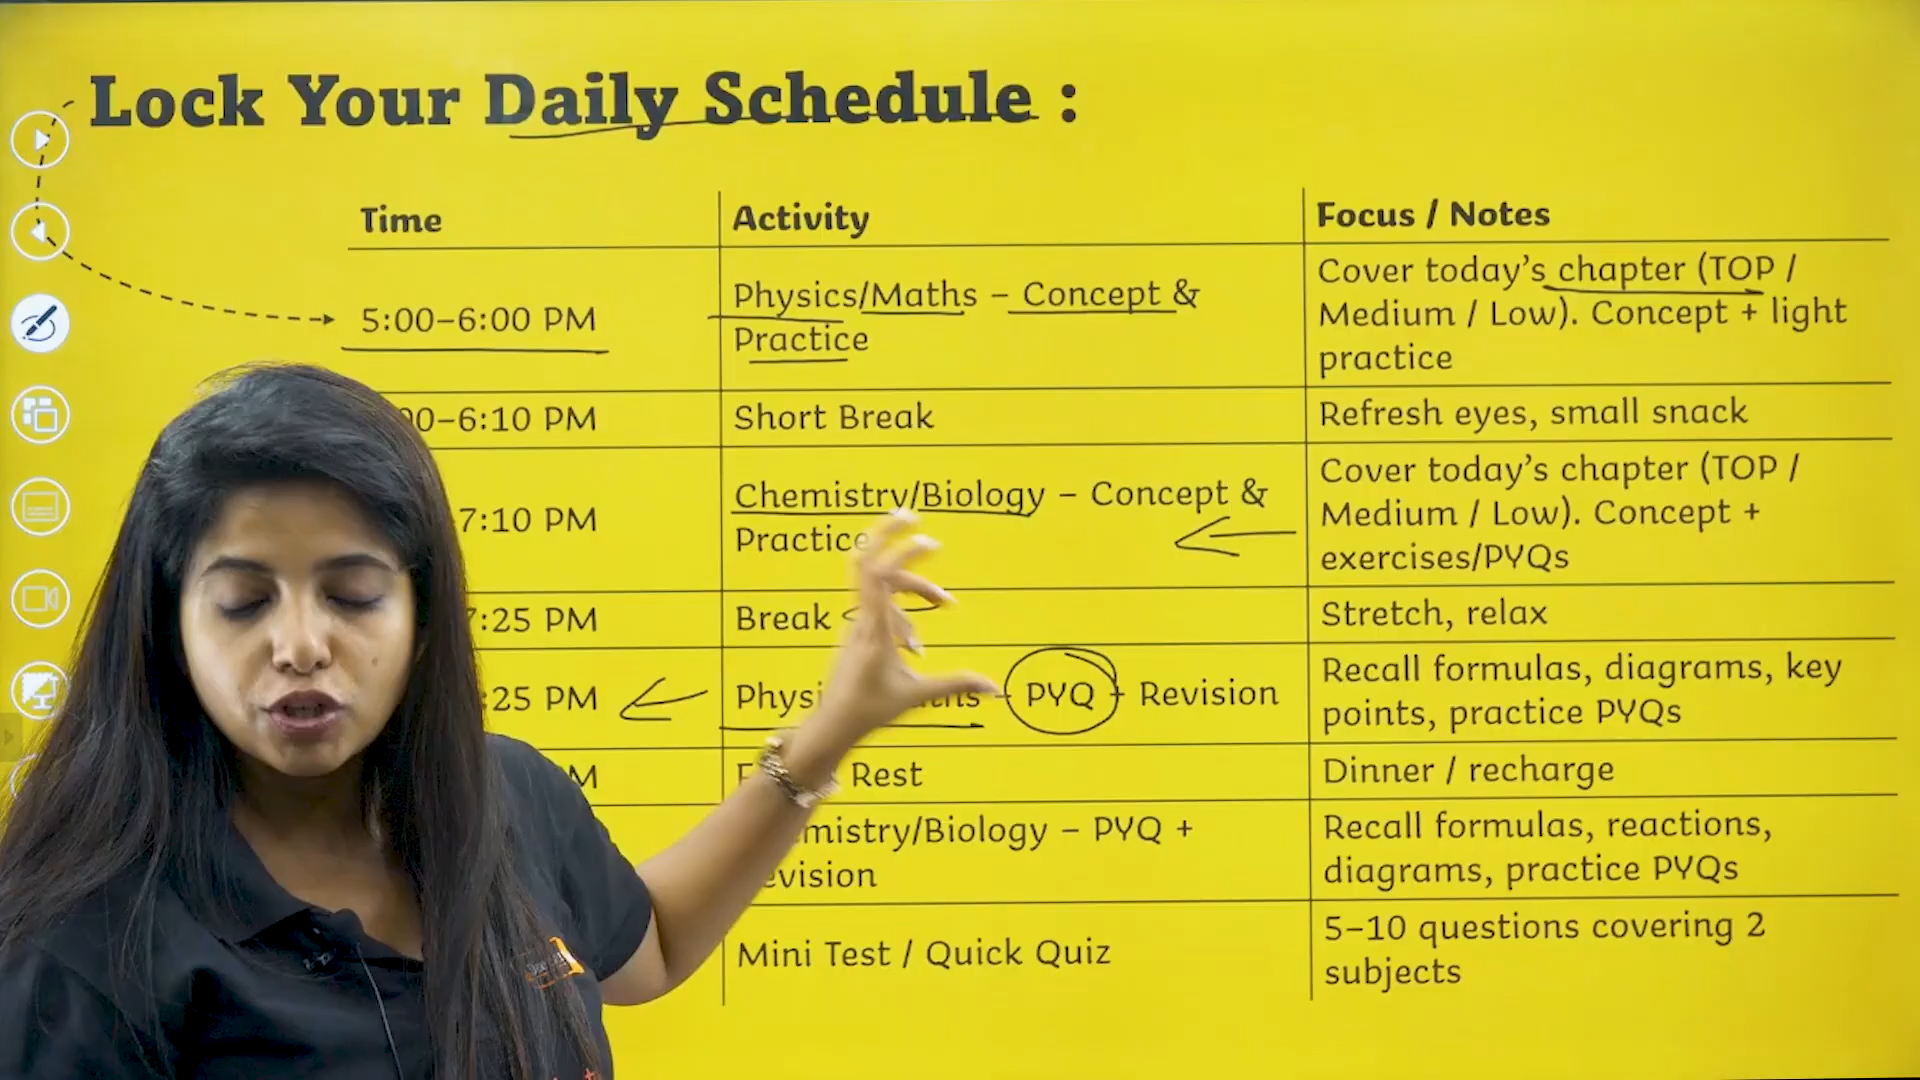 Lock Your Daily Schedule :
Time
Activity
Focus / Notes
5:00–6:00 PM
Physics/Maths – Concept &
Practice
Cover today's chapter (TOP /
Medium / Low). Concept + light
practice
00–6:10 PM
Short Break
Refresh eyes, small snack
7:10 PM
Chemistry/Biology – Concept &
Practice
Cover today's chapter (TOP /
Medium / Low). Concept +
exercises/PYQs
:25 PM
Break
Stretch, relax
:25 PM
– PYQ + Revision
Recall formulas, diagrams, key
points, practice PYQs
Rest
Dinner / recharge
mistry/Biology – PYQ +
evision
Recall formulas, reactions,
diagrams, practice PYQs
Mini Test / Quick Quiz
5–10 questions covering 2
subjects